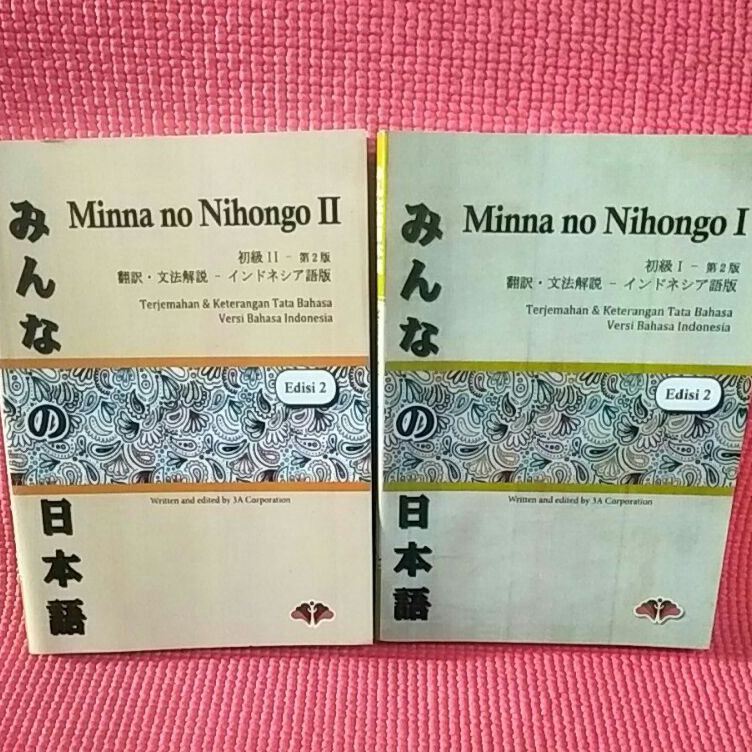 みんなの日本語
Minna no Nihongo II
初級 II - 第2版
翻訳・文法解説 - インドネシア語版
Terjemahan & Keterangan Tata Bahasa
Versi Bahasa Indonesia
Edisi 2
Written and edited by 3A Corporation
みんなの日本語
Minna no Nihongo I
初級 I - 第2版
翻訳・文法解説 - インドネシア語版
Terjemahan & Keterangan Tata Bahasa
Versi Bahasa Indonesia
Edisi 2
Written and edited by 3A Corporation